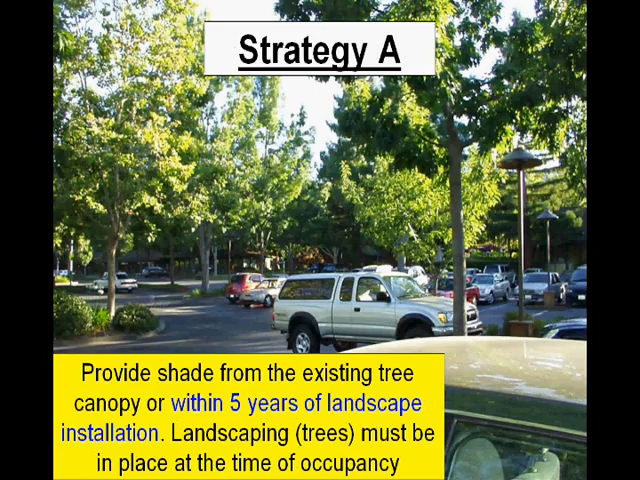 Strategy A
Provide shade from the existing tree
canopy or within 5 years of landscape
installation. Landscaping (trees) must be
in place at the time of occupancy